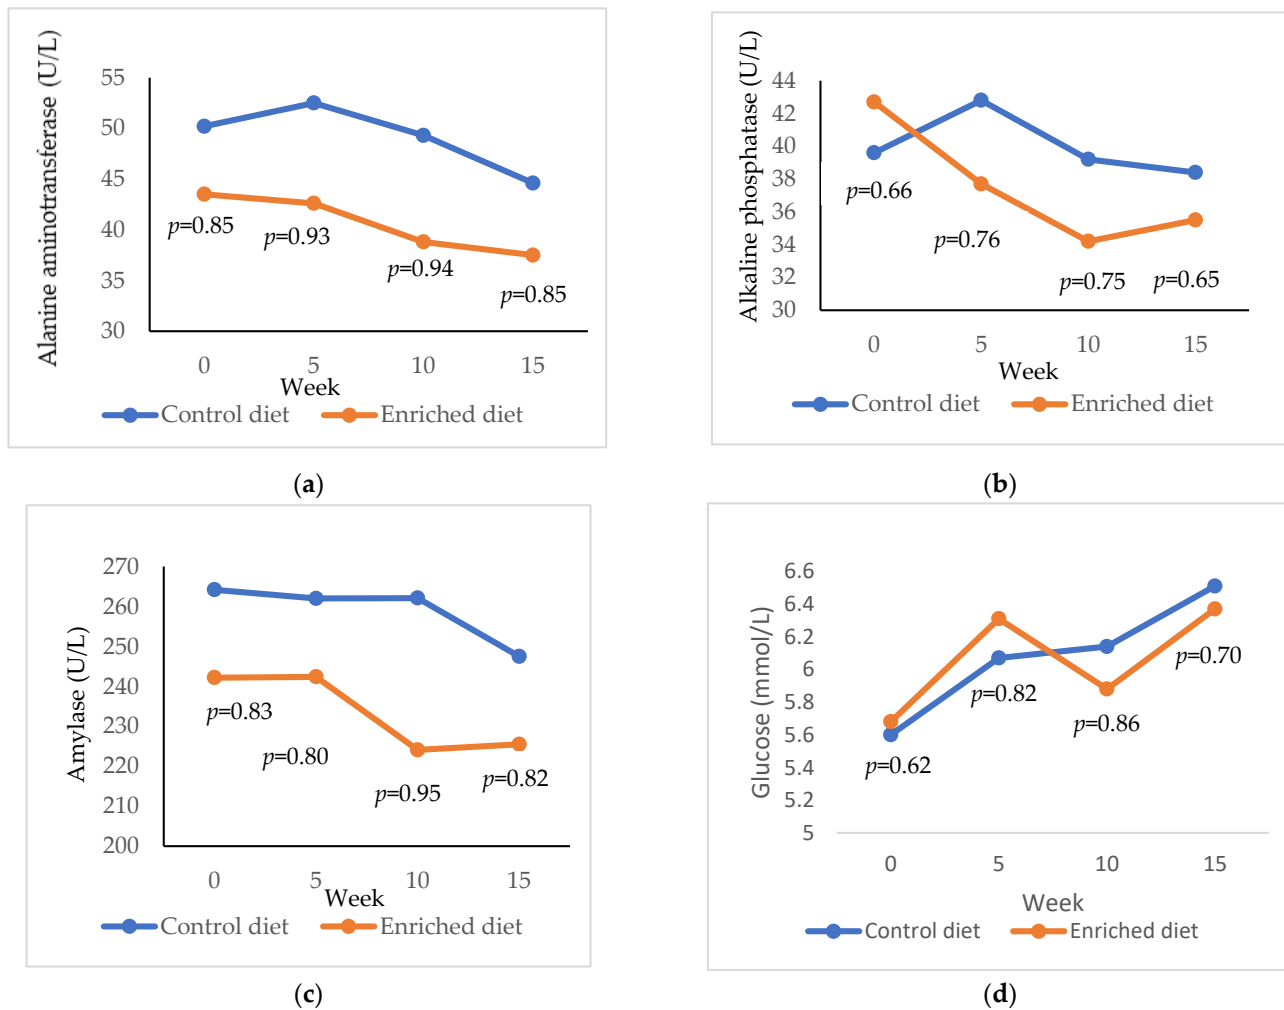 Alanine aminotransferase (U/L)
55
50
45
40
35
30
p=0.85
p=0.93
p=0.94
p=0.85
0 5 10 15
Week
Control diet Enriched diet
(a)
Alkaline phosphatase (U/L)
44
42
40
38
36
34
32
30
p=0.66
p=0.76
p=0.75
p=0.65
0 5 10 15
Week
Control diet Enriched diet
(b)
Amylase (U/L)
270
260
250
240
230
220
210
200
p=0.83
p=0.80
p=0.95
p=0.82
0 5 10 15
Week
Control diet Enriched diet
(c)
Glucose (mmol/L)
6.6
6.4
6.2
6
5.8
5.6
5.4
5.2
5
p=0.62
p=0.82
p=0.86
p=0.70
0 5 10 15
Week
Control diet Enriched diet
(d)